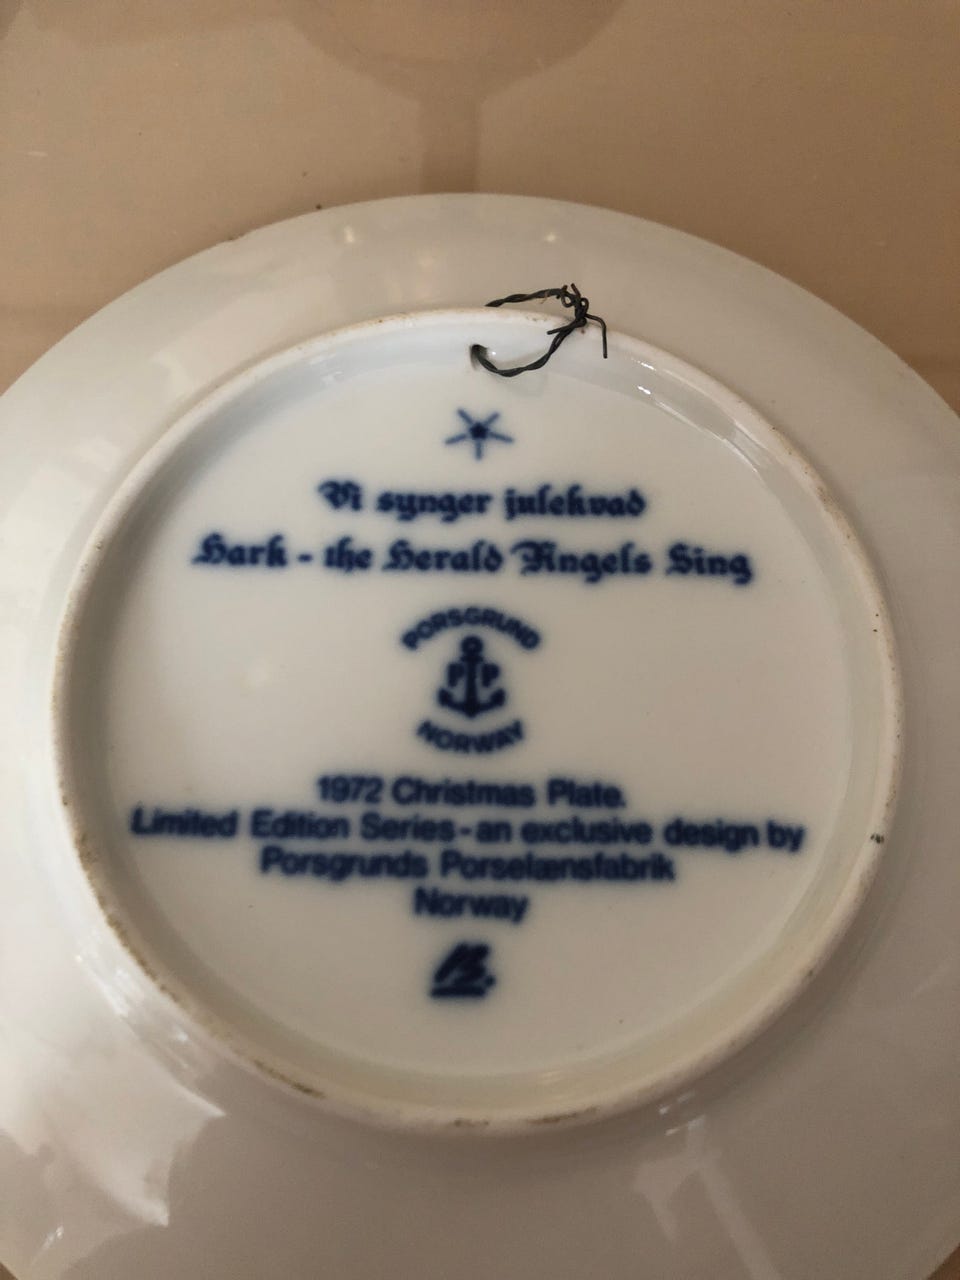 Vi synger julekvad
Hark - the Herald Angels Sing
PORSGRUND
PP
NORWAY
1972 Christmas Plate.
Limited Edition Series-an exclusive design by
Porsgrunds Porselænsfabrik
Norway